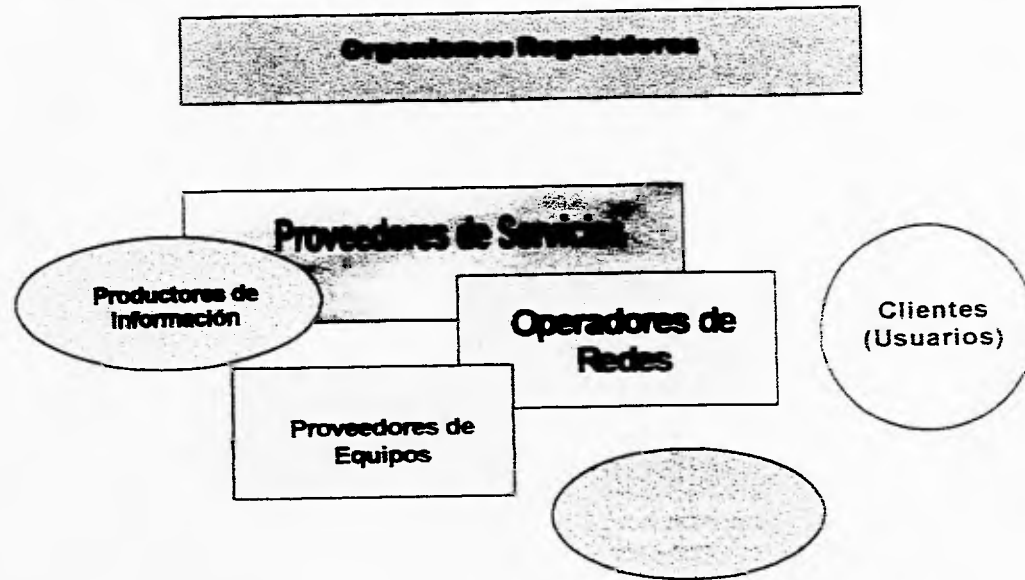 Organismos Reguladores
Proveedores de Servicios
Productores de
Información
Operadores de
Redes
Clientes
(Usuarios)
Proveedores de
Equipos